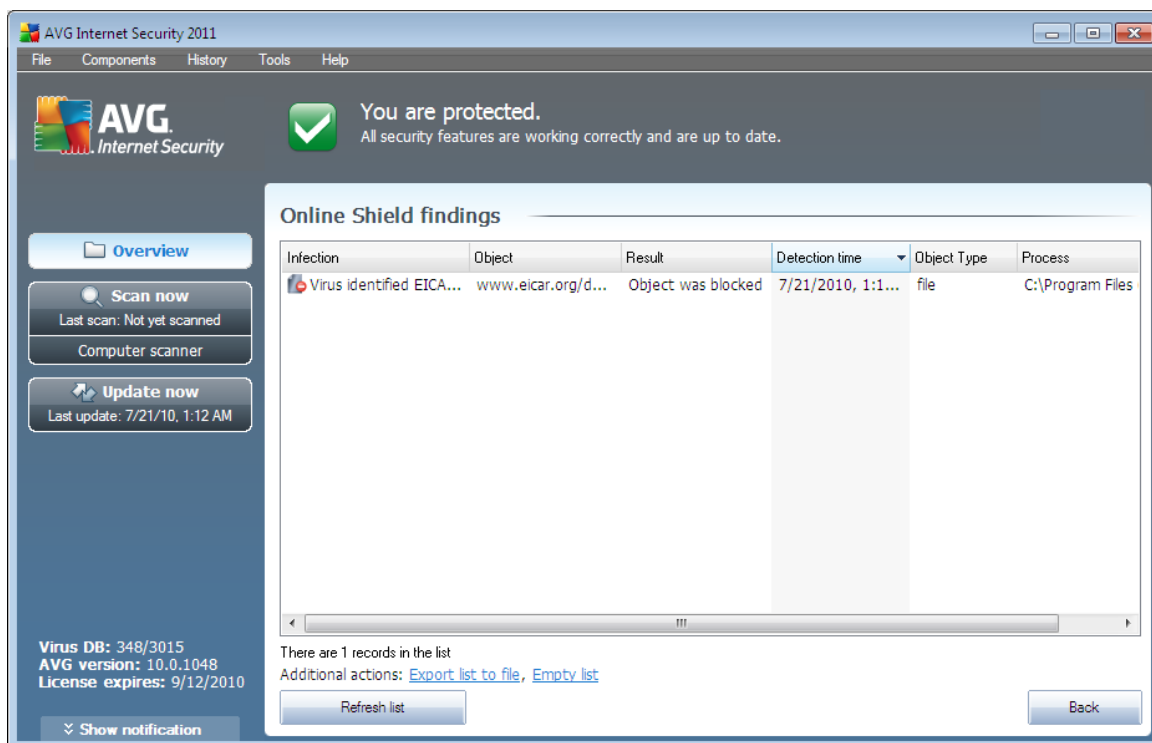 AVG Internet Security 2011
File Components History Tools Help
AVG.
Internet Security
You are protected.
All security features are working correctly and are up to date.
Overview
Scan now
Last scan: Not yet scanned
Computer scanner
Update now
Last update: 7/21/10, 1:12 AM
Virus DB: 348/3015
AVG version: 10.0.1048
License expires: 9/12/2010
Show notification
Online Shield findings
Infection Object Result Detection time Object Type Process
Virus identified EICA... www.eicar.org/d... Object was blocked 7/21/2010, 1:1... file C:\Program Files
There are 1 records in the list
Additional actions: Export list to file, Empty list
Refresh list Back